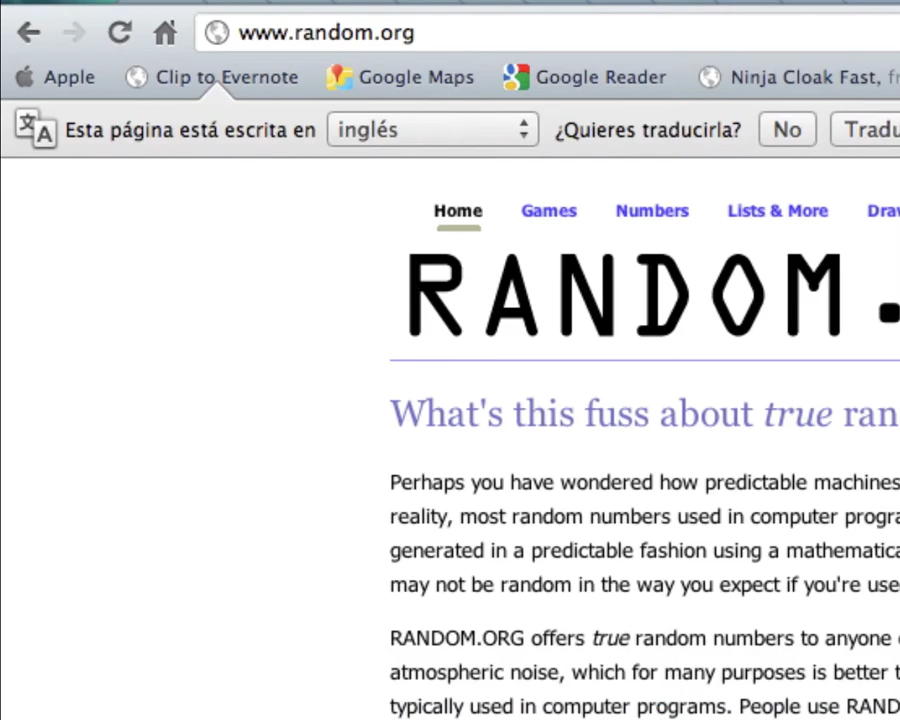 www.random.org
Apple Clip to Evernote Google Maps Google Reader Ninja Cloak Fast,
Esta página está escrita en inglés ¿Quieres traducirla? No Tradu
Home Games Numbers Lists & More Draw
RANDOM.
What's this fuss about true ran
Perhaps you have wondered how predictable machines
reality, most random numbers used in computer progra
generated in a predictable fashion using a mathematica
may not be random in the way you expect if you're use
RANDOM.ORG offers true random numbers to anyone
atmospheric noise, which for many purposes is better t
typically used in computer programs. People use RAND